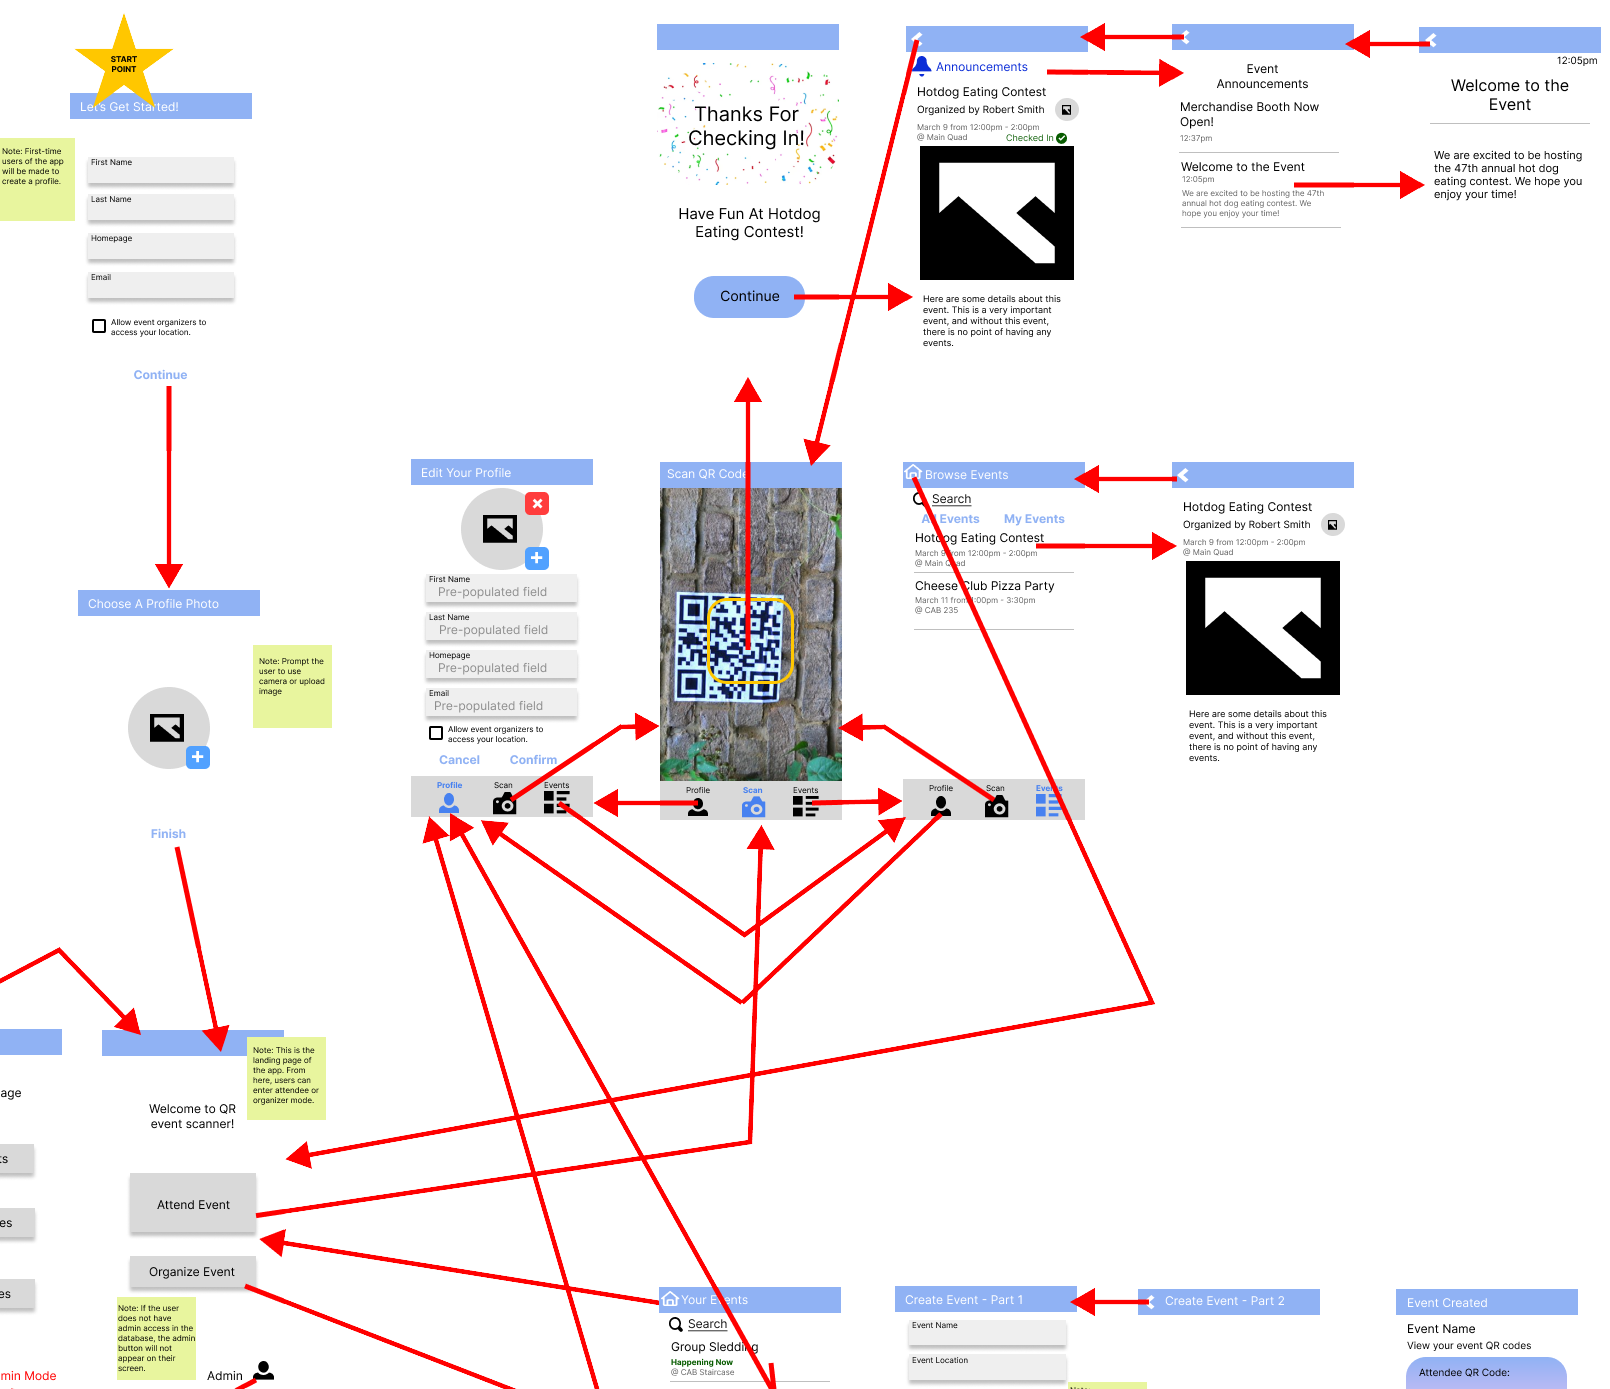 START
POINT
Let's Get Started!
Note: First-time
users of the app
will be made to
create a profile.
First Name
Last Name
Homepage
Email
Allow event organizers to
access your location.
Continue
Choose A Profile Photo
Note: Prompt the
user to use
camera or upload
image
Finish
Thanks For
Checking In!
Have Fun At Hotdog
Eating Contest!
Continue
Announcements
Hotdog Eating Contest
Organized by Robert Smith
March 9 from 12:00pm - 2:00pm
@ Main Quad
Checked In
Here are some details about this
event. This is a very important
event, and without this event,
there is no point of having any
events.
Event
Announcements
Merchandise Booth Now
Open!
12:37pm
Welcome to the Event
12:05pm
We are excited to be hosting the 47th
annual hot dog eating contest. We
hope you enjoy your time!
12:05pm
Welcome to the
Event
We are excited to be hosting
the 47th annual hot dog
eating contest. We hope you
enjoy your time!
Edit Your Profile
First Name
Pre-populated field
Last Name
Pre-populated field
Homepage
Pre-populated field
Email
Pre-populated field
Allow event organizers to
access your location.
Cancel Confirm
Profile Scan Events
Scan QR Code
Profile Scan Events
Browse Events
Search
All Events My Events
Hotdog Eating Contest
March 9 from 12:00pm - 2:00pm
@ Main Quad
Cheese Club Pizza Party
March 11 from 1:00pm - 3:30pm
@ CAB 235
Profile Scan Events
Hotdog Eating Contest
Organized by Robert Smith
March 9 from 12:00pm - 2:00pm
@ Main Quad
Here are some details about this
event. This is a very important
event, and without this event,
there is no point of having any
events.
age
ts
es
es
min Mode
Note: This is the
landing page of
the app. From
here, users can
enter attendee or
organizer mode.
Welcome to QR
event scanner!
Attend Event
Organize Event
Note: If the user
does not have
admin access in the
database, the admin
button will not
appear on their
screen.
Admin
Your Events
Search
Group Sledding
Happening Now
@ CAB Staircase
Create Event - Part 1
Event Name
Event Location
Create Event - Part 2
Event Created
Event Name
View your event QR codes
Attendee QR Code: